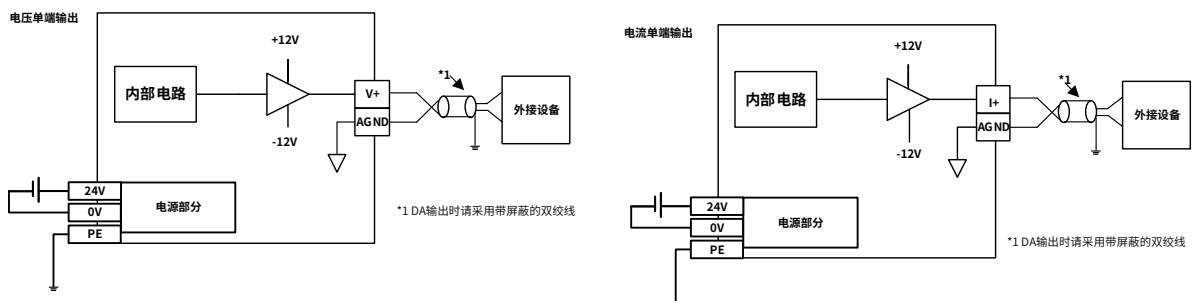 电压单端输出
+12V
内部电路
-12V
V+
AGND
*1
外接设备
24V
0V
PE
电源部分
*1 DA输出时请采用带屏蔽的双绞线
电流单端输出
+12V
内部电路
-12V
I+
AGND
*1
外接设备
24V
0V
PE
电源部分
*1 DA输出时请采用带屏蔽的双绞线